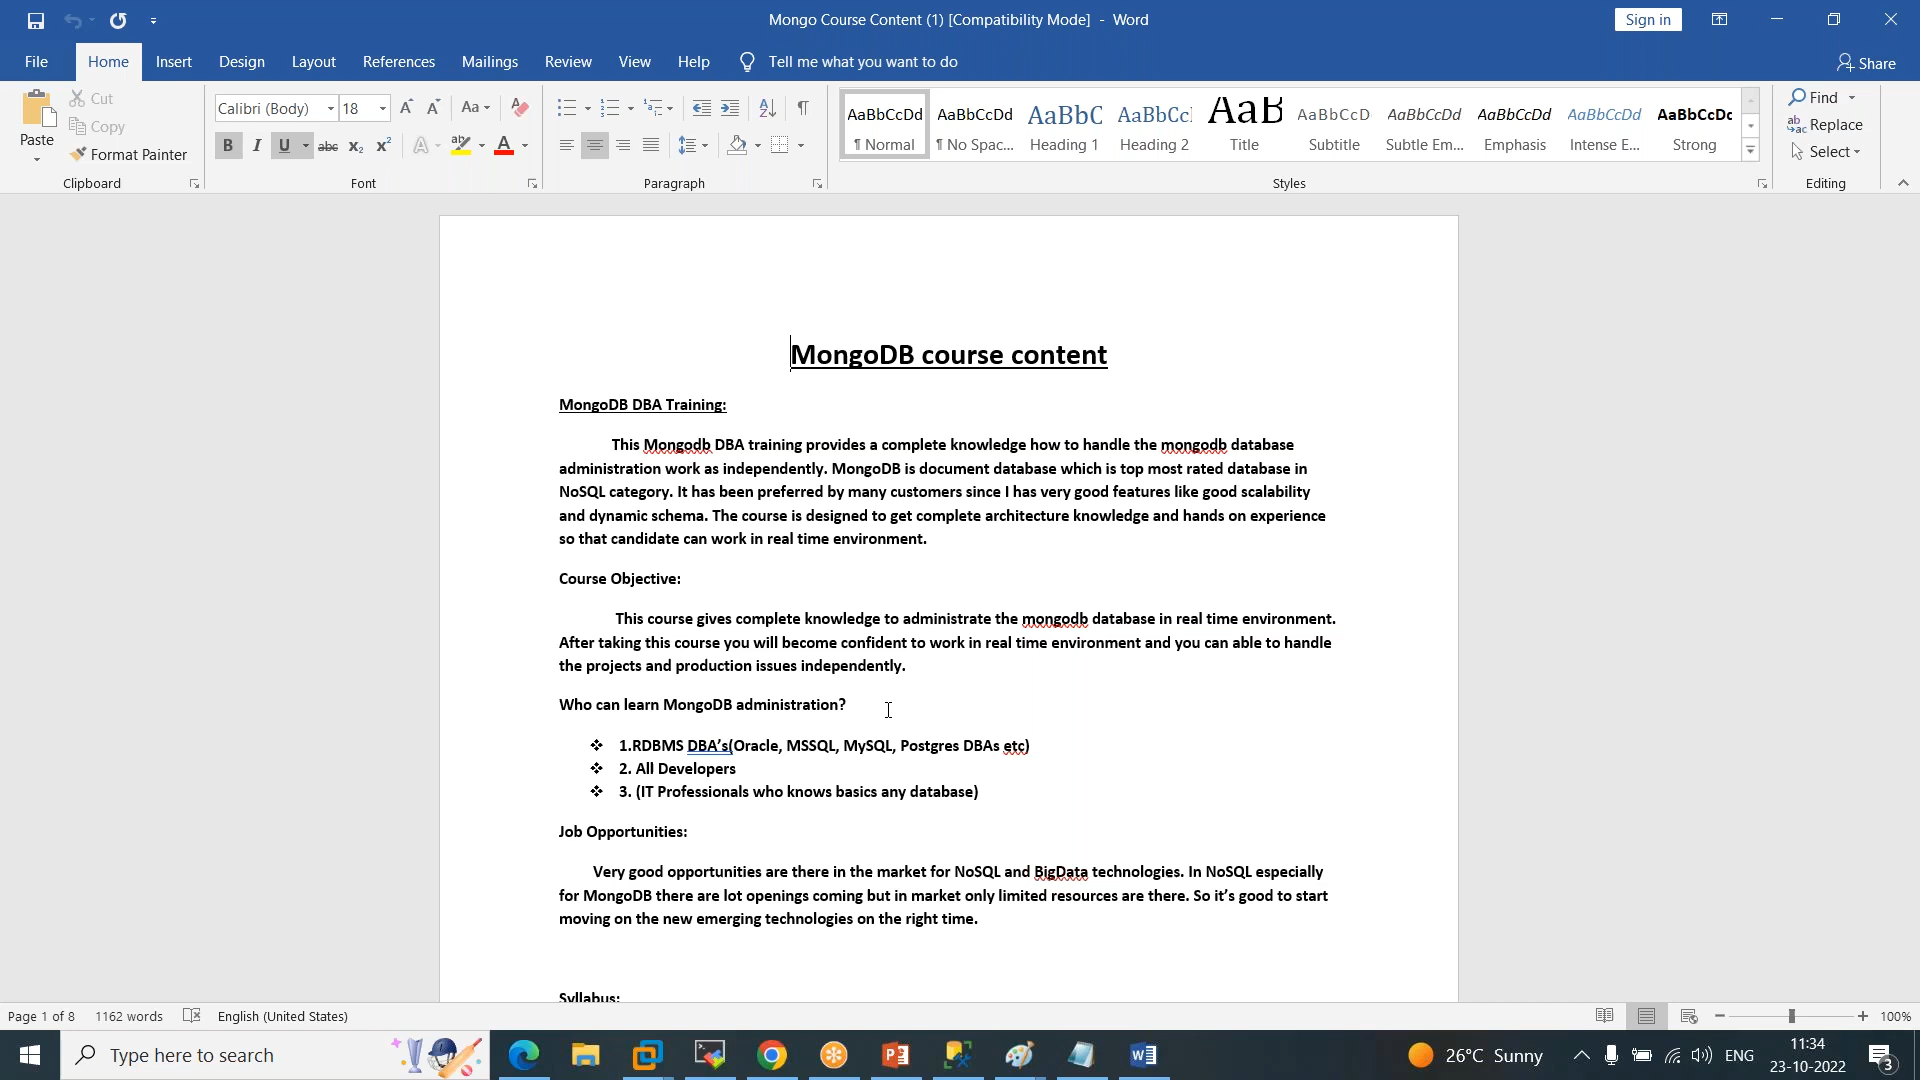 Mongo Course Content (1) [Compatibility Mode] - Word
Sign in
File Home Insert Design Layout References Mailings Review View Help Tell me what you want to do
Share
Paste
Cut
Copy
Format Painter
Clipboard
Calibri (Body) 18
Font
Paragraph
AaBbCcDd AaBbCcDd AaBbC AaBbCc AaB AaBbCcD AaBbCcDd AaBbCcDd AaBbCcDd AaBbCcDc
¶ Normal ¶ No Spac... Heading 1 Heading 2 Title Subtitle Subtle Em... Emphasis Intense E... Strong
Styles
Find
Replace
Select
Editing
MongoDB course content
MongoDB DBA Training:
This Mongodb DBA training provides a complete knowledge how to handle the mongodb database
administration work as independently. MongoDB is document database which is top most rated database in
NoSQL category. It has been preferred by many customers since I has very good features like good scalability
and dynamic schema. The course is designed to get complete architecture knowledge and hands on experience
so that candidate can work in real time environment.
Course Objective:
This course gives complete knowledge to administrate the mongodb database in real time environment.
After taking this course you will become confident to work in real time environment and you can able to handle
the projects and production issues independently.
Who can learn MongoDB administration?
❖ 1.RDBMS DBA’s(Oracle, MSSQL, MySQL, Postgres DBAs etc)
❖ 2. All Developers
❖ 3. (IT Professionals who knows basics any database)
Job Opportunities:
Very good opportunities are there in the market for NoSQL and BigData technologies. In NoSQL especially
for MongoDB there are lot openings coming but in market only limited resources are there. So it’s good to start
moving on the new emerging technologies on the right time.
Syllabus:
Page 1 of 8 1162 words English (United States) 100%
Type here to search
26°C Sunny
ENG
11:34
23-10-2022
3